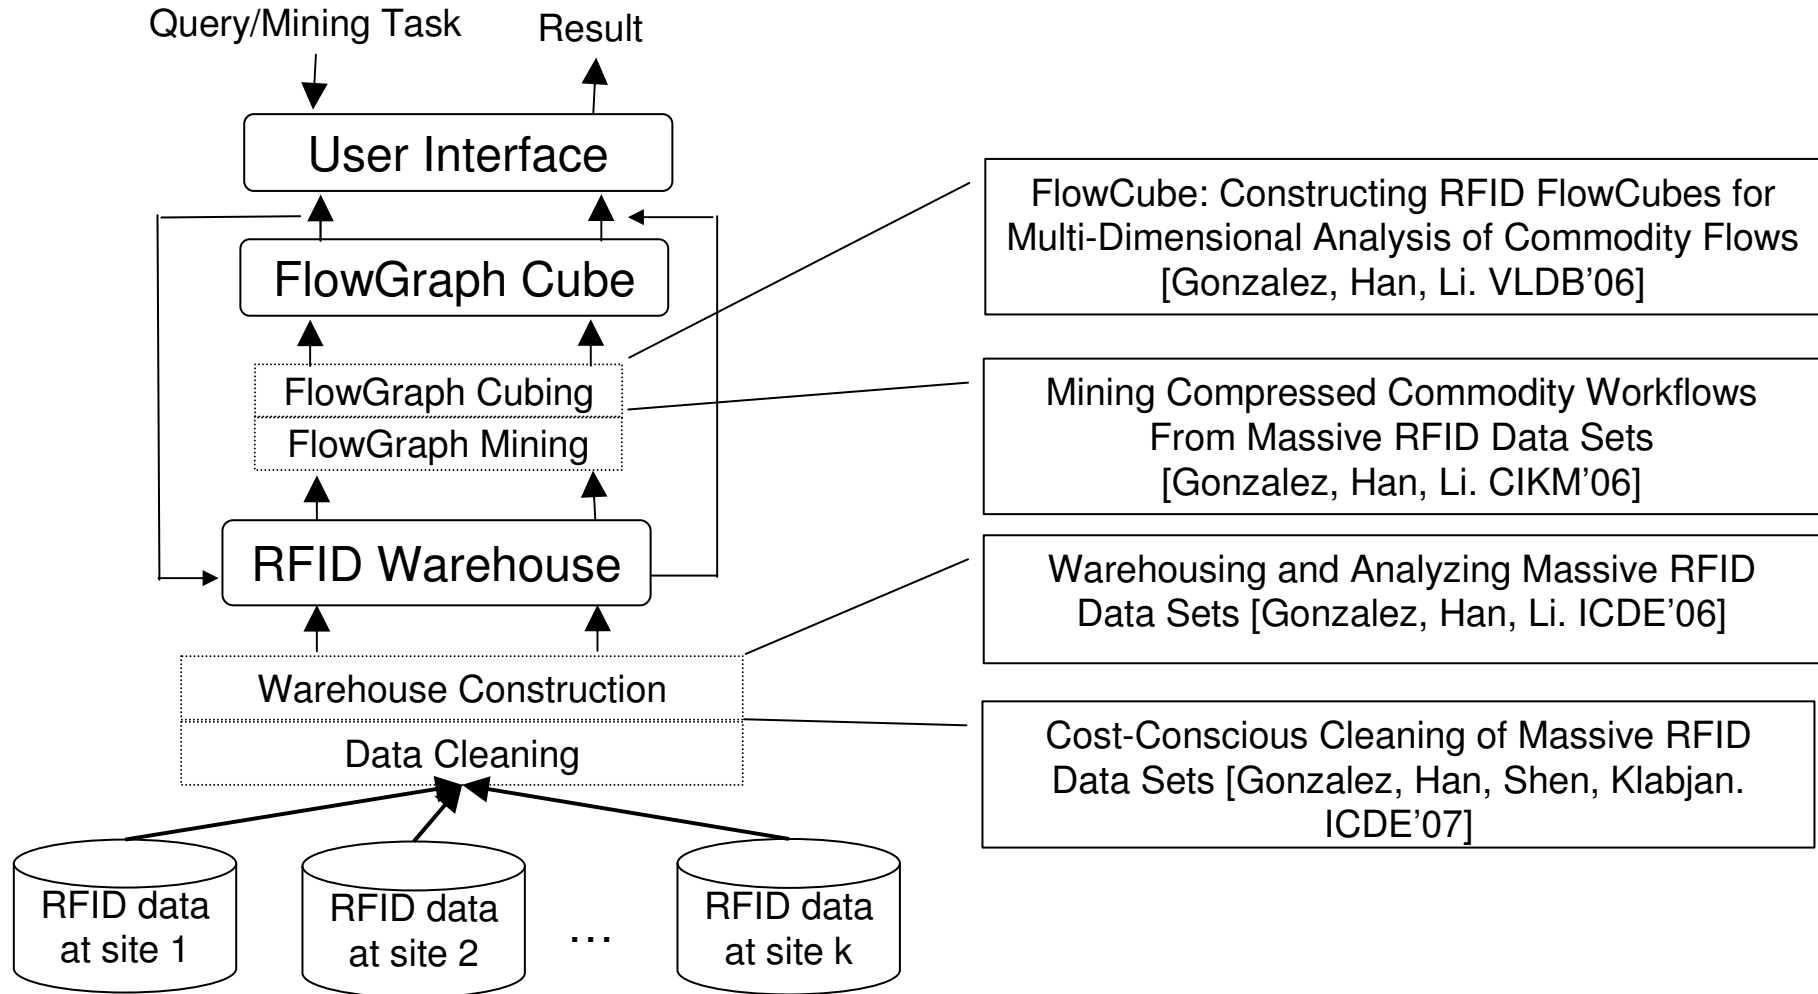 Query/Mining Task
Result
User Interface
FlowGraph Cube
FlowGraph Cubing
FlowGraph Mining
RFID Warehouse
Warehouse Construction
Data Cleaning
RFID data
at site 1
RFID data
at site 2
...
RFID data
at site k
FlowCube: Constructing RFID FlowCubes for
Multi-Dimensional Analysis of Commodity Flows
[Gonzalez, Han, Li. VLDB’06]
Mining Compressed Commodity Workflows
From Massive RFID Data Sets
[Gonzalez, Han, Li. CIKM’06]
Warehousing and Analyzing Massive RFID
Data Sets [Gonzalez, Han, Li. ICDE’06]
Cost-Conscious Cleaning of Massive RFID
Data Sets [Gonzalez, Han, Shen, Klabjan.
ICDE’07]